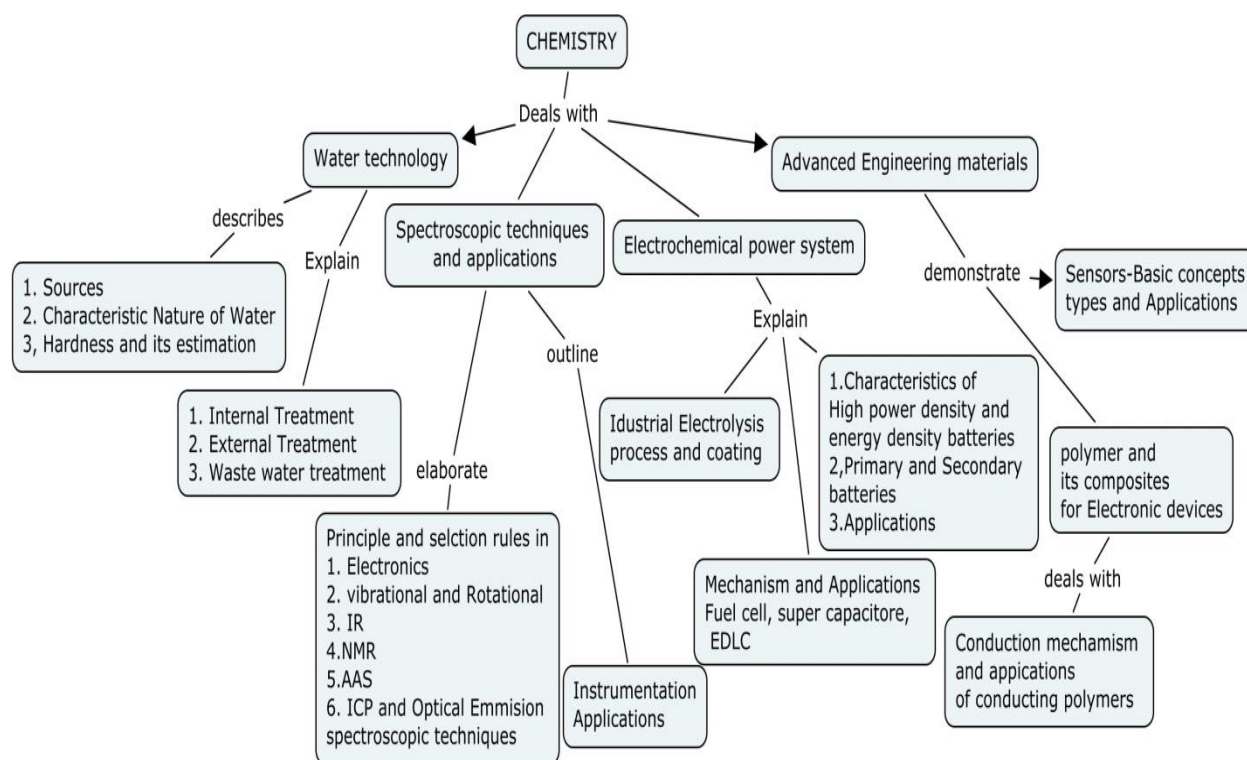 CHEMISTRY
Deals with
Water technology
Advanced Engineering materials
describes
Explain
Spectroscopic techniques
and applications
Electrochemical power system
demonstrate
Sensors-Basic concepts
types and Applications
1. Sources
2. Characteristic Nature of Water
3, Hardness and its estimation
Explain
outline
1. Internal Treatment
2. External Treatment
3. Waste water treatment
elaborate
Idustrial Electrolysis
process and coating
1.Characteristics of
High power density and
energy density batteries
2,Primary and Secondary
batteries
3.Applications
polymer and
its composites
for Electronic devices
Principle and selction rules in
1. Electronics
2. vibrational and Rotational
3. IR
4.NMR
5.AAS
6. ICP and Optical Emmision
spectroscopic techniques
Instrumentation
Applications
Mechanism and Applications
Fuel cell, super capacitore,
EDLC
deals with
Conduction mechamism
and appications
of conducting polymers